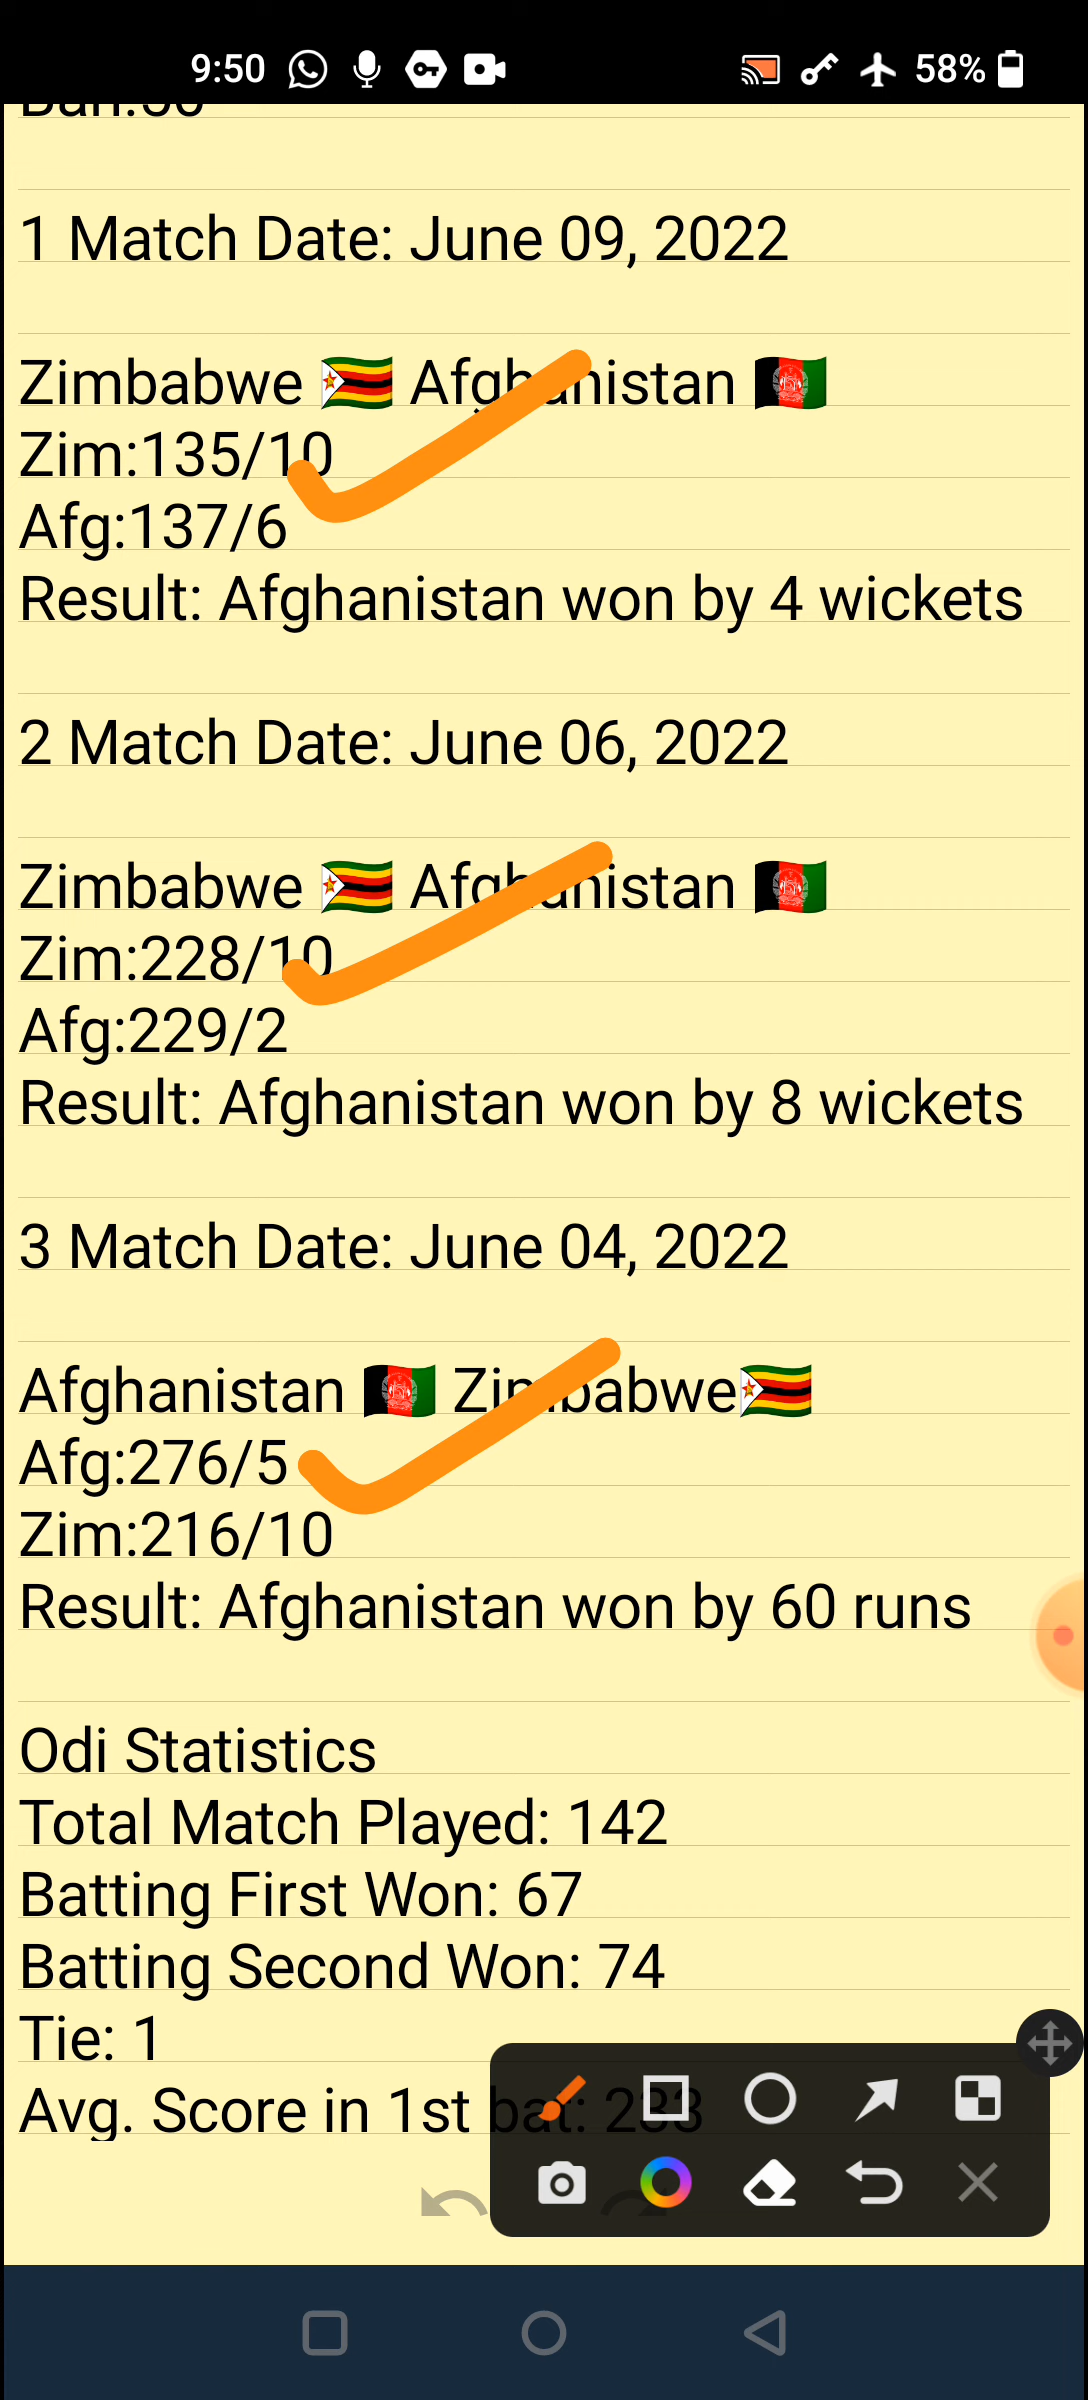 9:50 58%
1 Match Date: June 09, 2022
Zimbabwe 🇿🇼 Afghanistan 🇦🇫
Zim:135/10
Afg:137/6
Result: Afghanistan won by 4 wickets
2 Match Date: June 06, 2022
Zimbabwe 🇿🇼 Afghanistan 🇦🇫
Zim:228/10
Afg:229/2
Result: Afghanistan won by 8 wickets
3 Match Date: June 04, 2022
Afghanistan 🇦🇫 Zimbabwe🇿🇼
Afg:276/5
Zim:216/10
Result: Afghanistan won by 60 runs
Odi Statistics
Total Match Played: 142
Batting First Won: 67
Batting Second Won: 74
Tie: 1
Avg. Score in 1st bat: 233